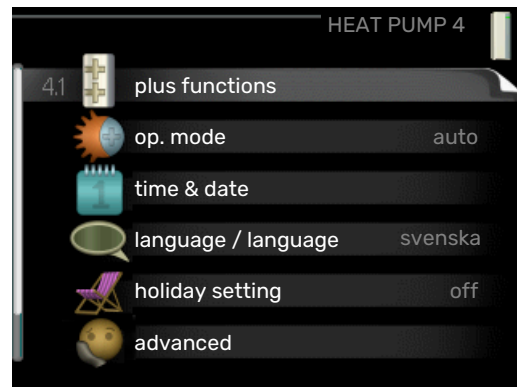 HEAT PUMP 4
4.1 plus functions
op. mode auto
time & date
1
language / language svenska
holiday setting off
advanced